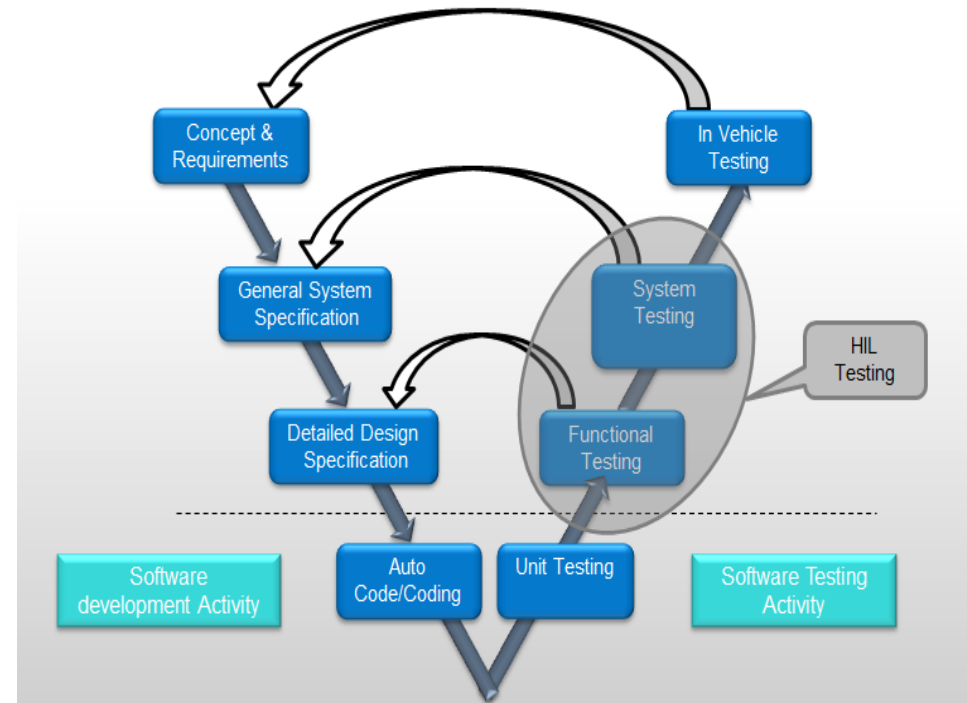 Concept &
Requirements
In Vehicle
Testing
General System
Specification
System
Testing
HIL
Testing
Detailed Design
Specification
Functional
Testing
Auto
Code/Coding
Unit Testing
Software
development Activity
Software Testing
Activity